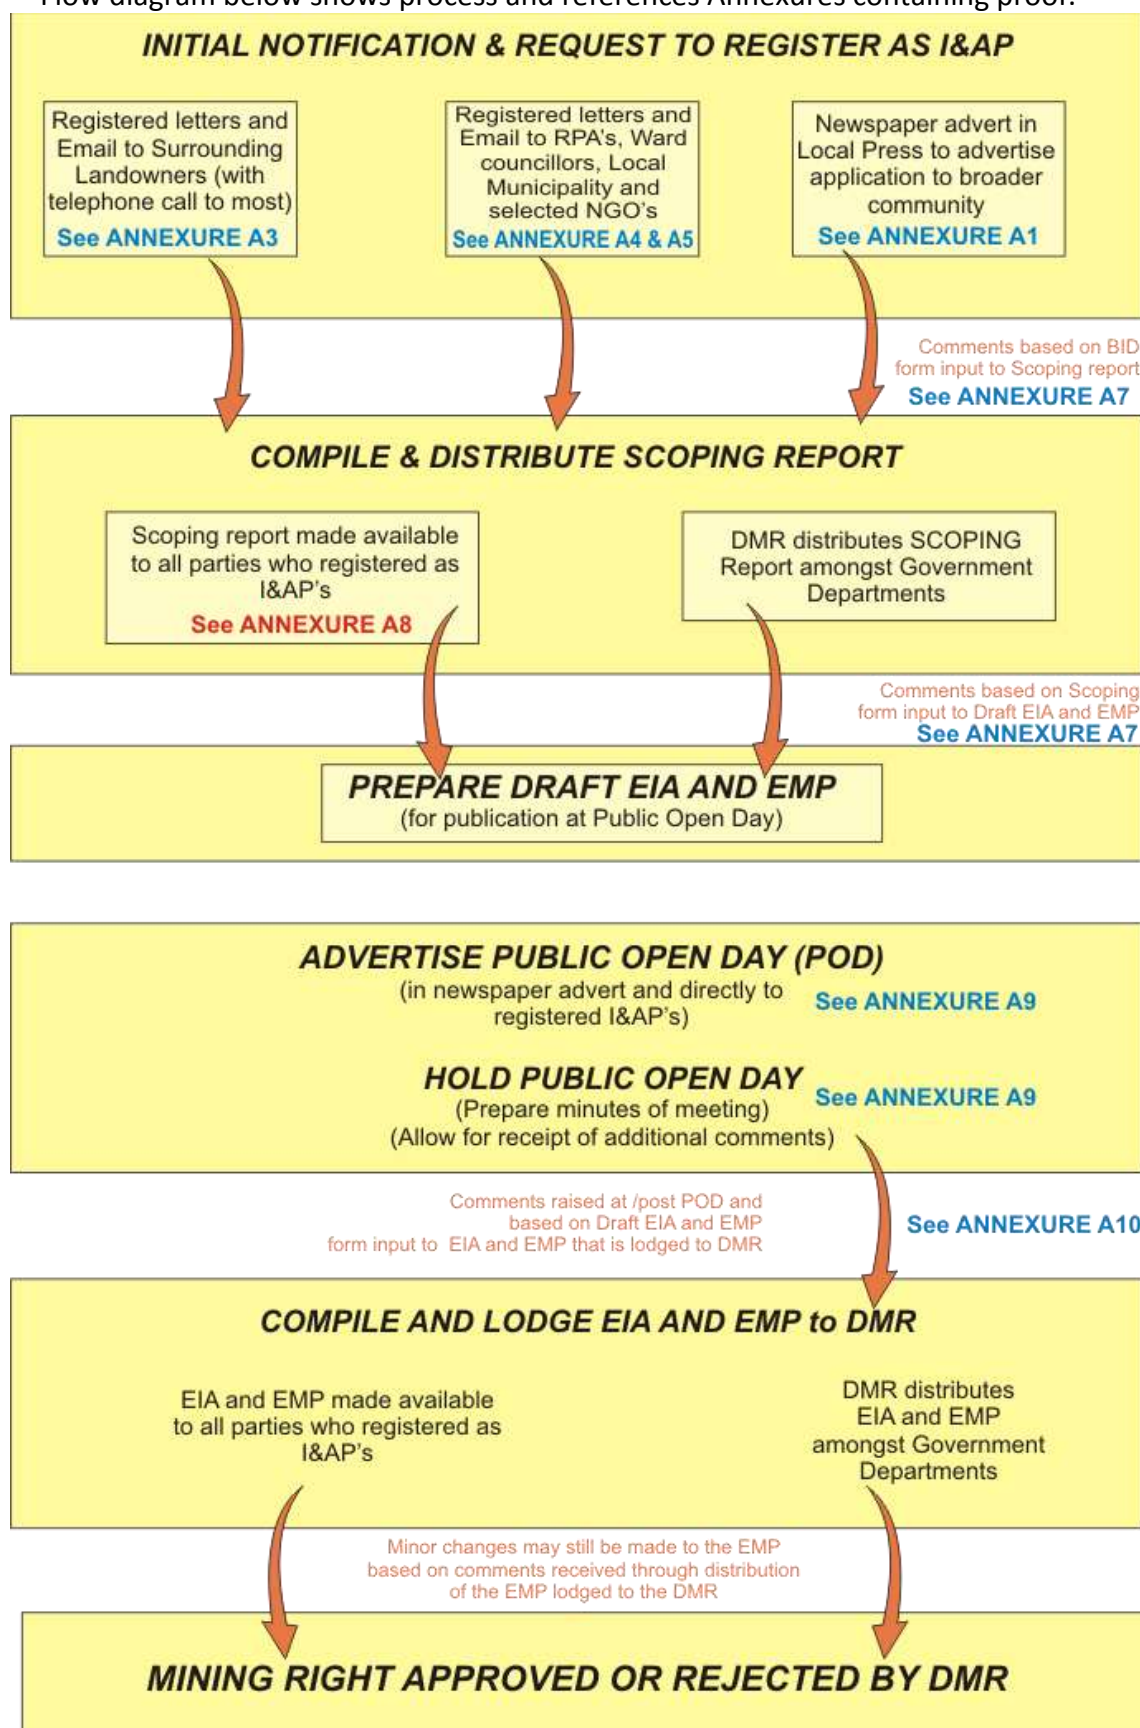 Flow diagram below shows process and references Annexures containing proof.
INITIAL NOTIFICATION & REQUEST TO REGISTER AS I&AP
Registered letters and
Email to Surrounding
Landowners (with
telephone call to most)
See ANNEXURE A3
Registered letters and
Email to RPA's, Ward
councillors, Local
Municipality and
selected NGO's
See ANNEXURE A4 & A5
Newspaper advert in
Local Press to advertise
application to broader
community
See ANNEXURE A1
Comments based on BID
form input to Scoping report
See ANNEXURE A7
COMPILE & DISTRIBUTE SCOPING REPORT
Scoping report made available
to all parties who registered as
I&AP's
See ANNEXURE A8
DMR distributes SCOPING
Report amongst Government
Departments
Comments based on Scoping
form input to Draft EIA and EMP
See ANNEXURE A7
PREPARE DRAFT EIA AND EMP
(for publication at Public Open Day)
ADVERTISE PUBLIC OPEN DAY (POD)
(in newspaper advert and directly to
registered I&AP's)
See ANNEXURE A9
HOLD PUBLIC OPEN DAY
(Prepare minutes of meeting)
(Allow for receipt of additional comments)
See ANNEXURE A9
Comments raised at /post POD and
based on Draft EIA and EMP
form input to EIA and EMP that is lodged to DMR
See ANNEXURE A10
COMPILE AND LODGE EIA AND EMP to DMR
EIA and EMP made available
to all parties who registered as
I&AP's
DMR distributes
EIA and EMP
amongst Government
Departments
Minor changes may still be made to the EMP
based on comments received through distribution
of the EMP lodged to the DMR
MINING RIGHT APPROVED OR REJECTED BY DMR